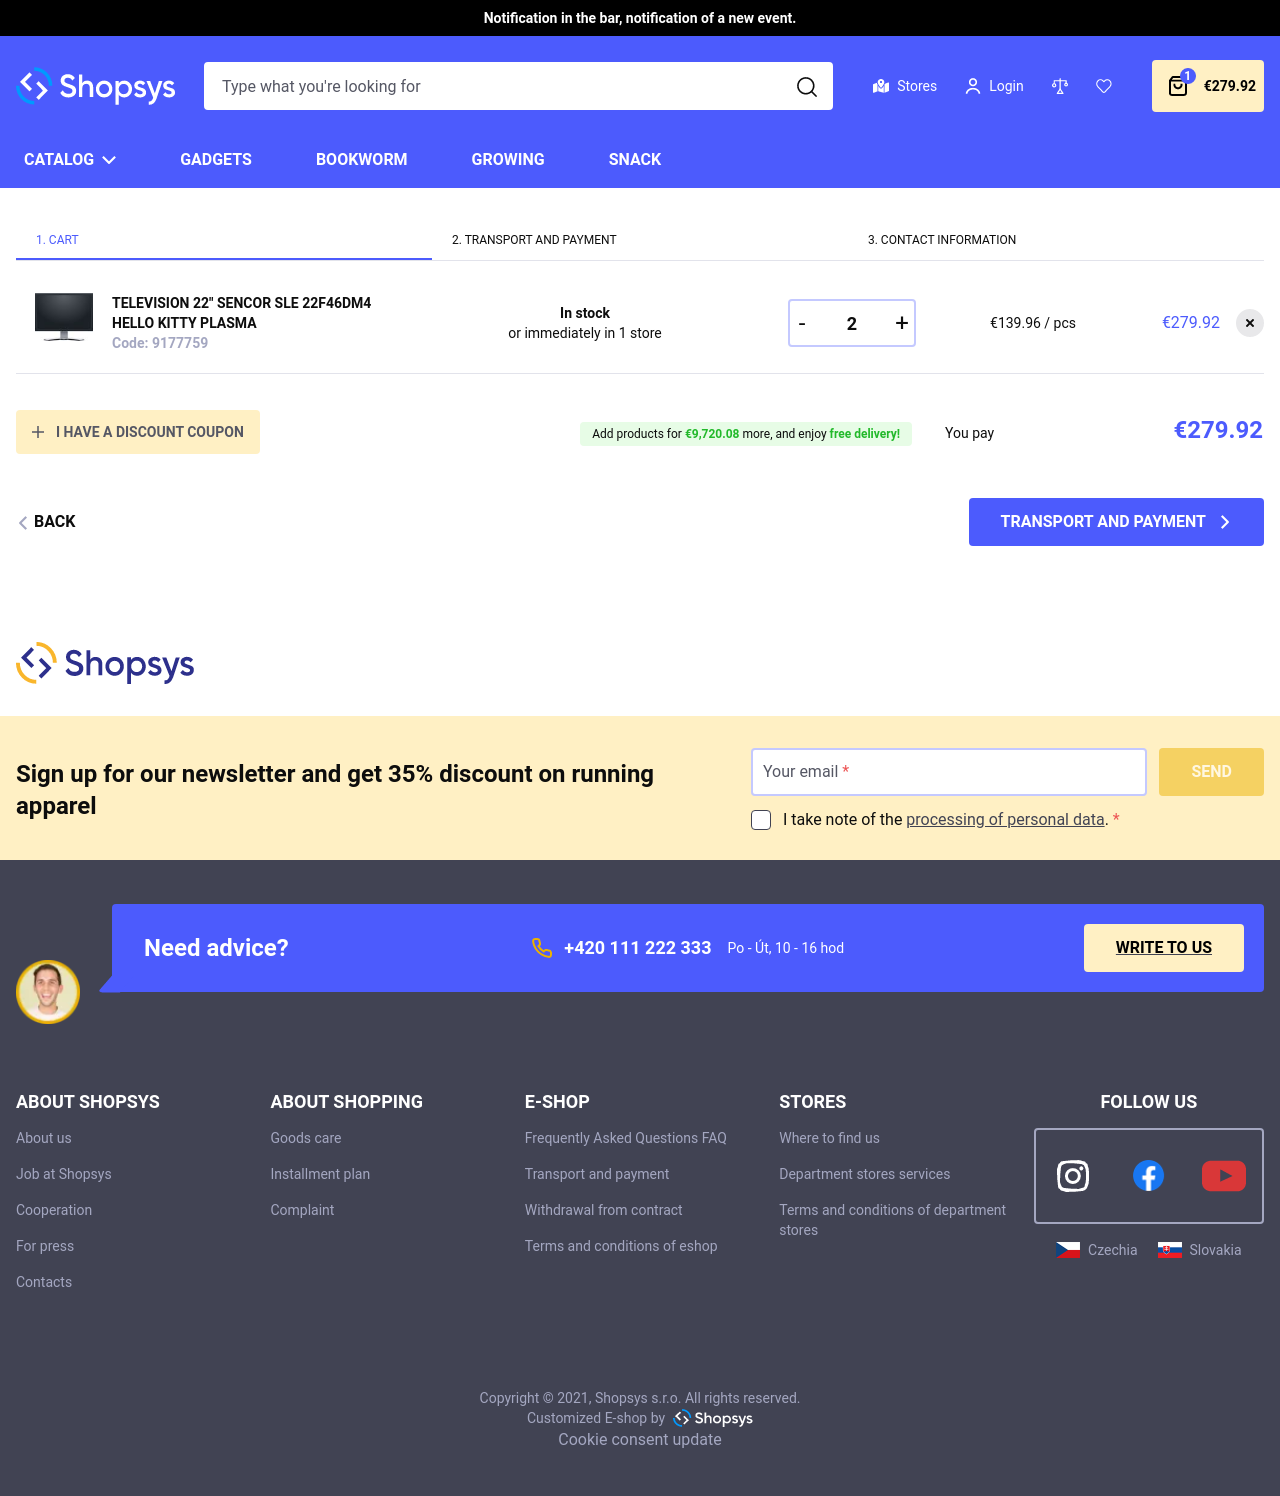 Notification in the bar, notification of a new event.
Shopsys
Type what you're looking for
Stores
Login
1
€279.92
CATALOG
GADGETS
BOOKWORM
GROWING
SNACK
1. CART
2. TRANSPORT AND PAYMENT
3. CONTACT INFORMATION
TELEVISION 22" SENCOR SLE 22F46DM4
HELLO KITTY PLASMA
Code: 9177759
In stock
or immediately in 1 store
- 2 +
€139.96 / pcs
€279.92
I HAVE A DISCOUNT COUPON
Add products for €9,720.08 more, and enjoy free delivery!
You pay
€279.92
BACK
TRANSPORT AND PAYMENT
Shopsys
Sign up for our newsletter and get 35% discount on running
apparel
Your email *
SEND
I take note of the processing of personal data. *
Need advice?
+420 111 222 333
Po - Út, 10 - 16 hod
WRITE TO US
ABOUT SHOPSYS
About us
Job at Shopsys
Cooperation
For press
Contacts
ABOUT SHOPPING
Goods care
Installment plan
Complaint
E-SHOP
Frequently Asked Questions FAQ
Transport and payment
Withdrawal from contract
Terms and conditions of eshop
STORES
Where to find us
Department stores services
Terms and conditions of department
stores
FOLLOW US
Czechia
Slovakia
Copyright © 2021, Shopsys s.r.o. All rights reserved.
Customized E-shop by Shopsys
Cookie consent update